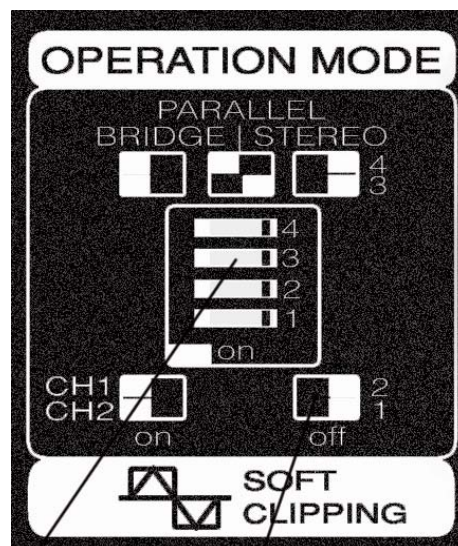 OPERATION MODE
PARALLEL
BRIDGE | STEREO
4
3
4
3
2
1
on
CH1
CH2
2
1
on
off
SOFT
CLIPPING